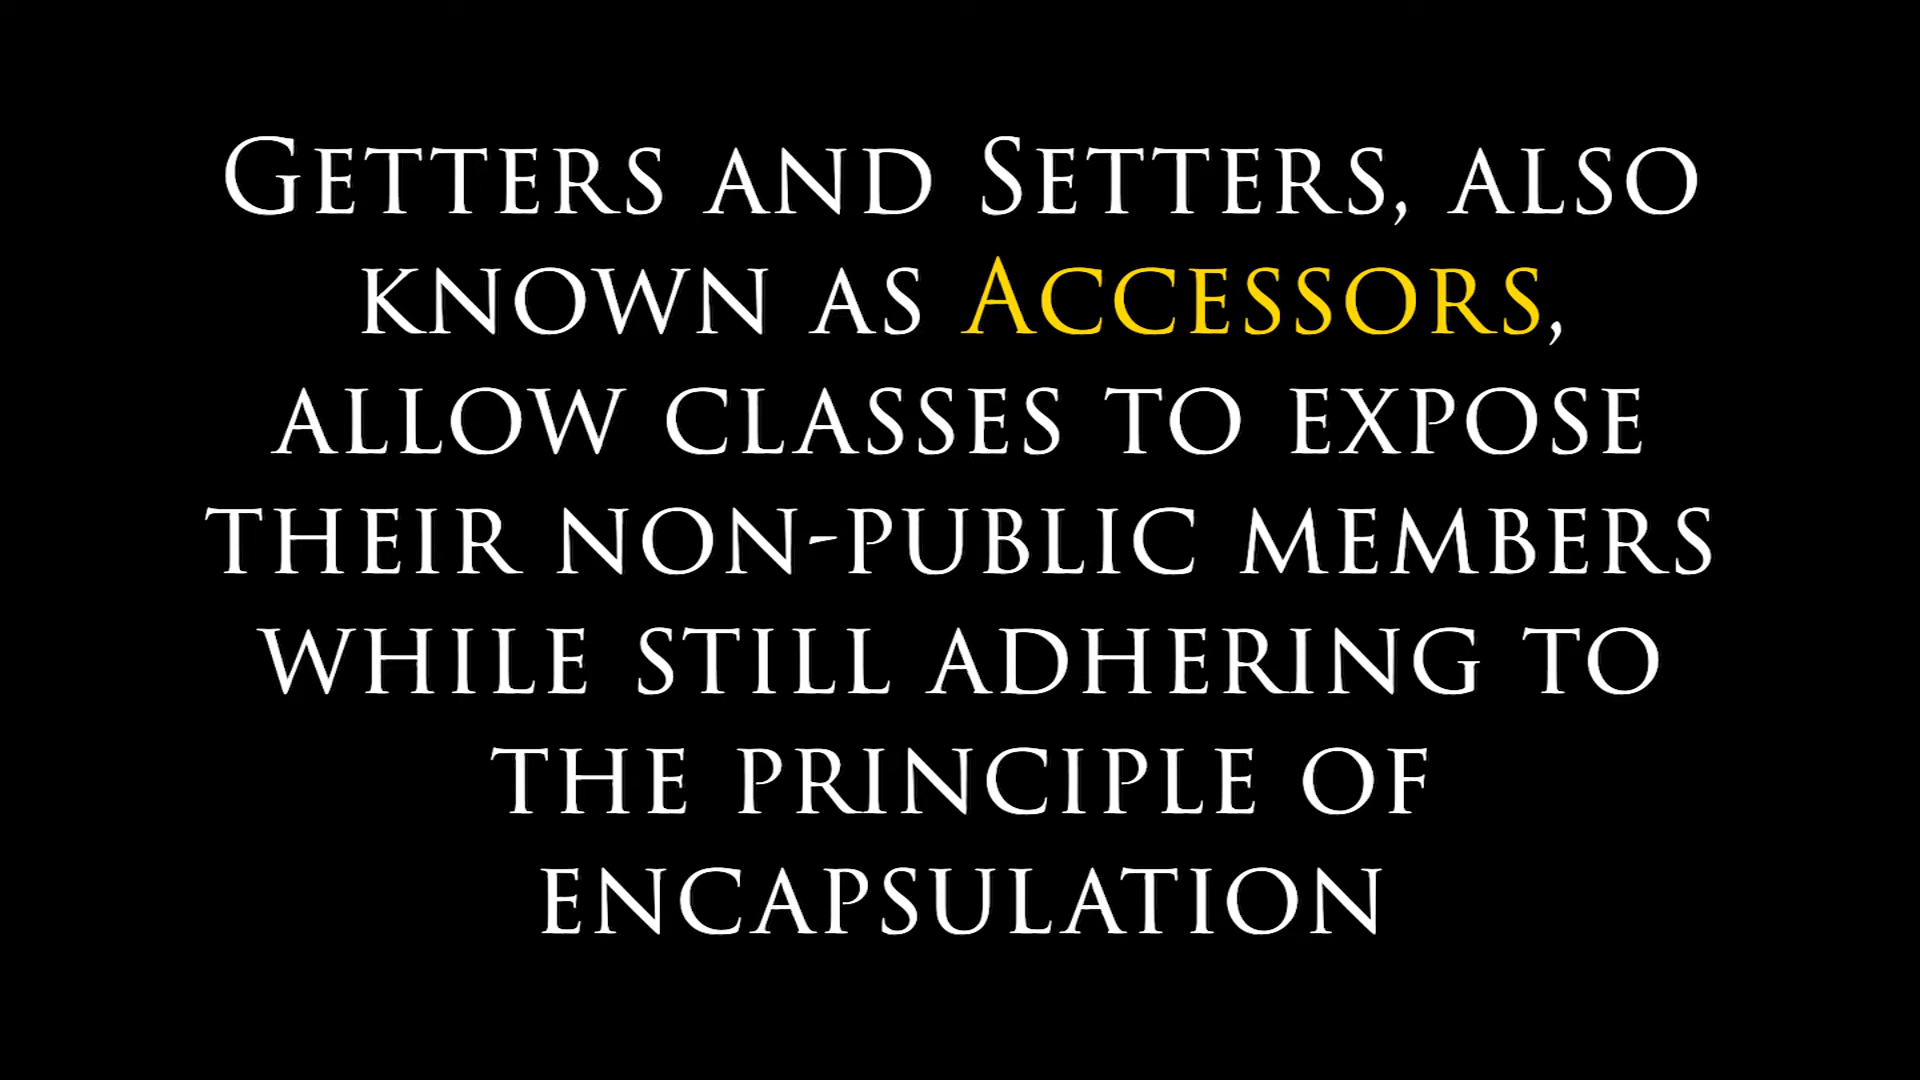 Getters and Setters, also
known as Accessors,
allow classes to expose
their non-public members
while still adhering to
the principle of
encapsulation